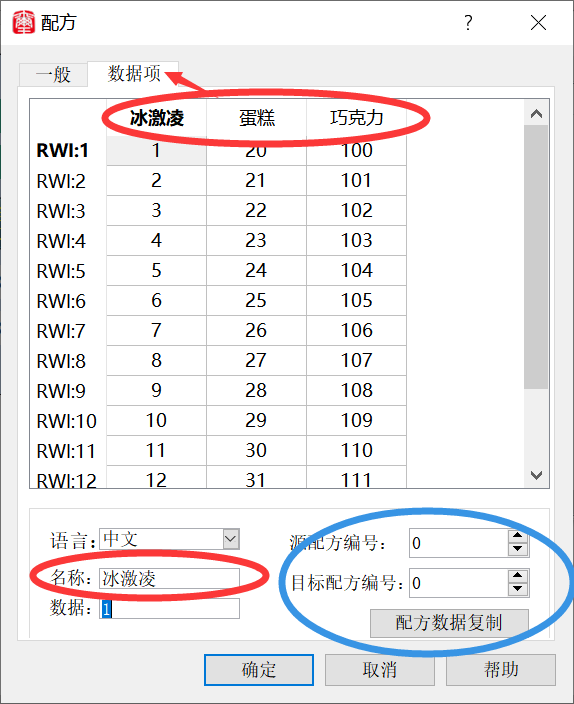 配方
?
一般 数据项
冰激凌 蛋糕 巧克力
RWI:1 1 20 100
RWI:2 2 21 101
RWI:3 3 22 102
RWI:4 4 23 103
RWI:5 5 24 104
RWI:6 6 25 105
RWI:7 7 26 106
RWI:8 8 27 107
RWI:9 9 28 108
RWI:10 10 29 109
RWI:11 11 30 110
RWI:12 12 31 111
语言: 中文 源配方编号: 0
名称: 冰激凌 目标配方编号: 0
数据: 1 配方数据复制
确定 取消 帮助